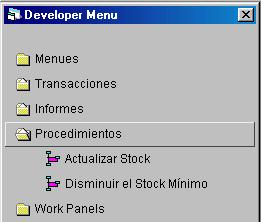 Developer Menu
Menues
Transacciones
Informes
Procedimientos
Actualizar Stock
Disminuir el Stock Mínimo
Work Panels